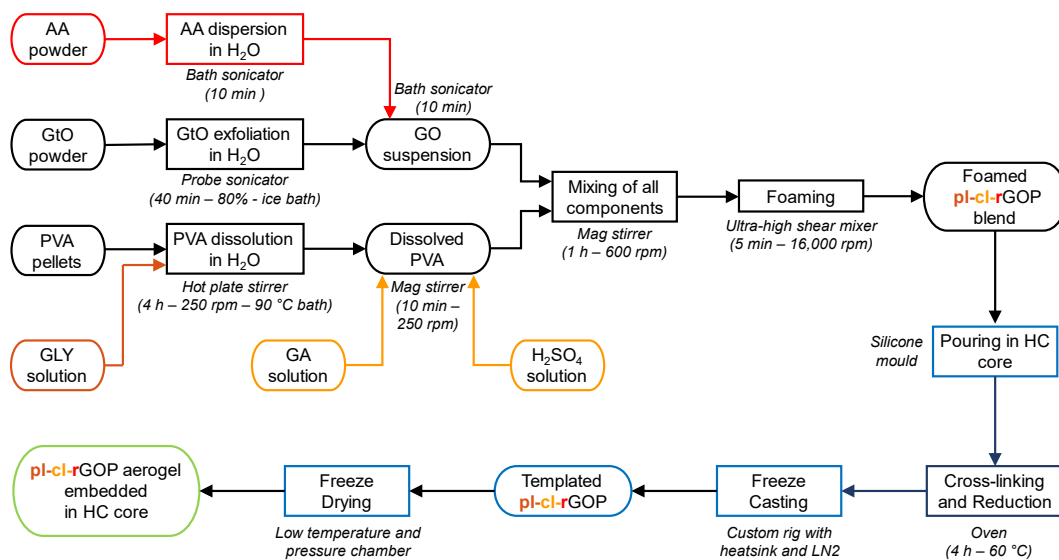 AA
powder
AA dispersion
in H₂O
Bath sonicator
(10 min )
Bath sonicator
(10 min)
GtO
powder
GtO exfoliation
in H₂O
Probe sonicator
(40 min – 80% - ice bath)
GO
suspension
PVA
pellets
PVA dissolution
in H₂O
Hot plate stirrer
(4 h – 250 rpm – 90 °C bath)
Dissolved
PVA
Mag stirrer
(10 min –
250 rpm)
GLY
solution
GA
solution
H₂SO₄
solution
Mixing of all
components
Mag stirrer
(1 h – 600 rpm)
Foaming
Ultra-high shear mixer
(5 min – 16,000 rpm)
Foamed
pl-cl-rGOP
blend
Silicone
mould
Pouring in HC
core
Cross-linking
and Reduction
Oven
(4 h – 60 °C)
Freeze
Casting
Custom rig with
heatsink and LN2
Templated
pl-cl-rGOP
Freeze
Drying
Low temperature and
pressure chamber
pl-cl-rGOP aerogel
embedded
in HC core